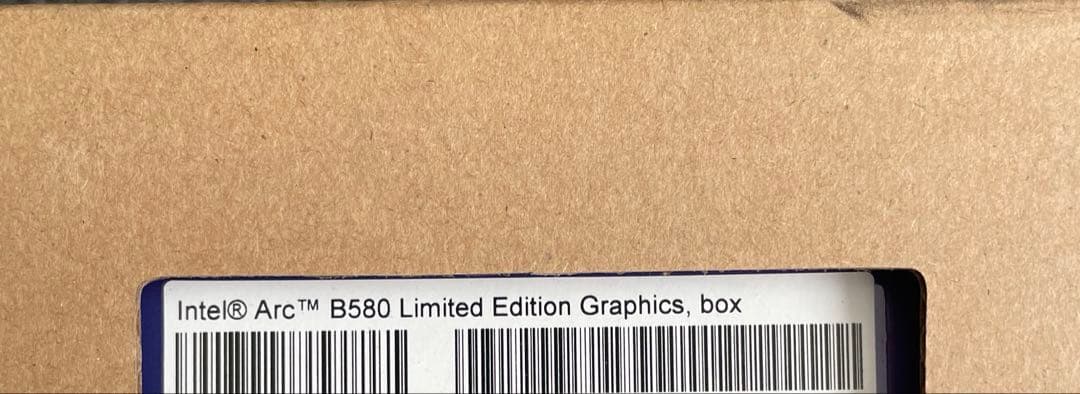 Intel® Arc™ B580 Limited Edition Graphics, box